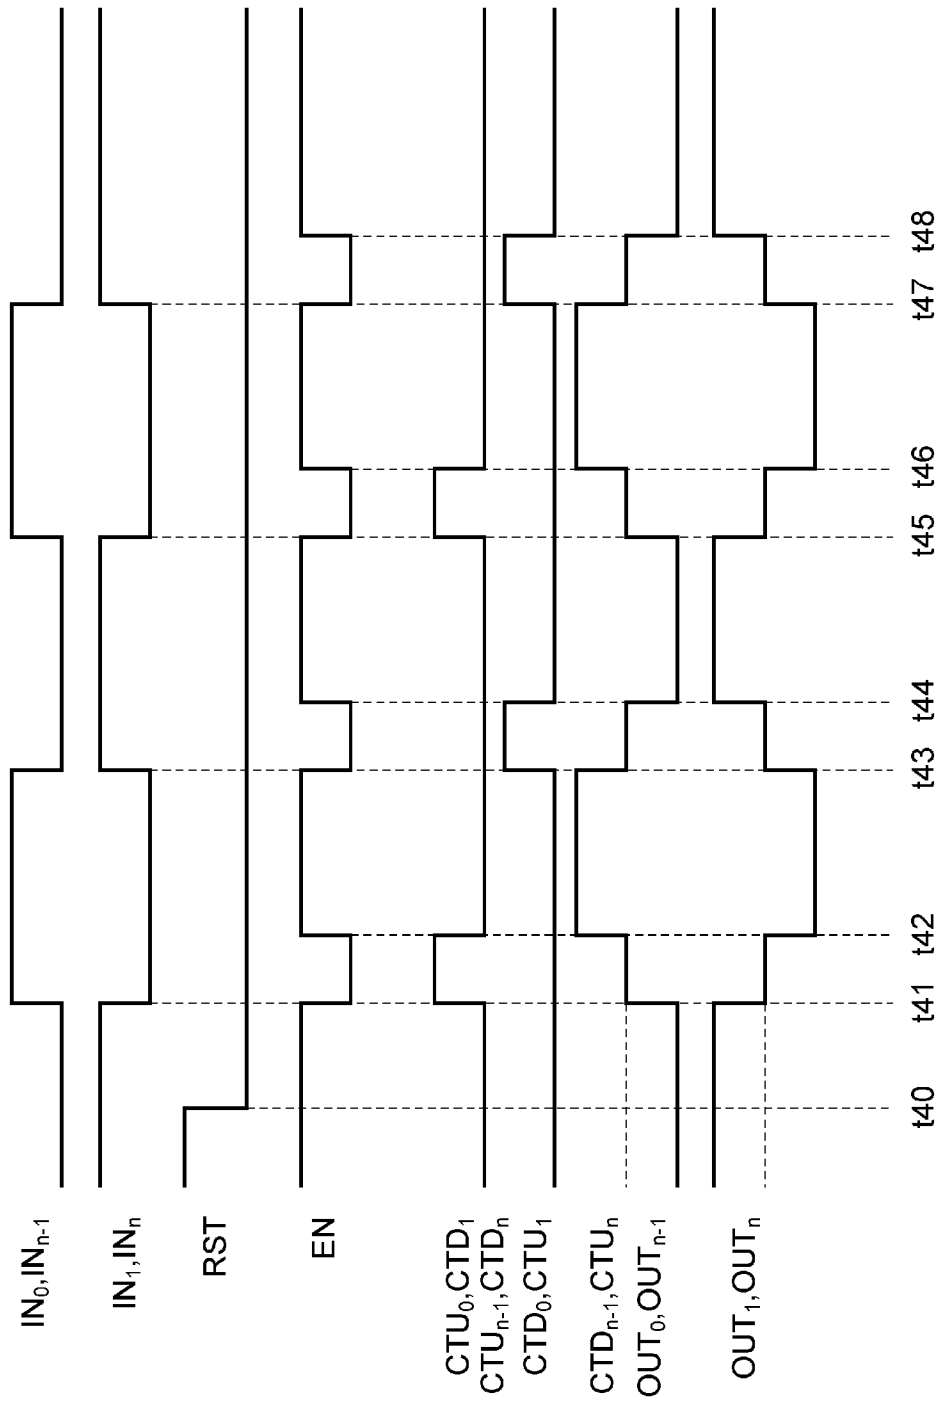 IN0,INn-1
IN1,INn
RST
EN
CTU0,CTD1
CTUn-1,CTDn
CTD0,CTU1
CTDn-1,CTUn
OUT0,OUTn-1
OUT1,OUTn
t40
t41
t42
t43
t44
t45
t46
t47
t48